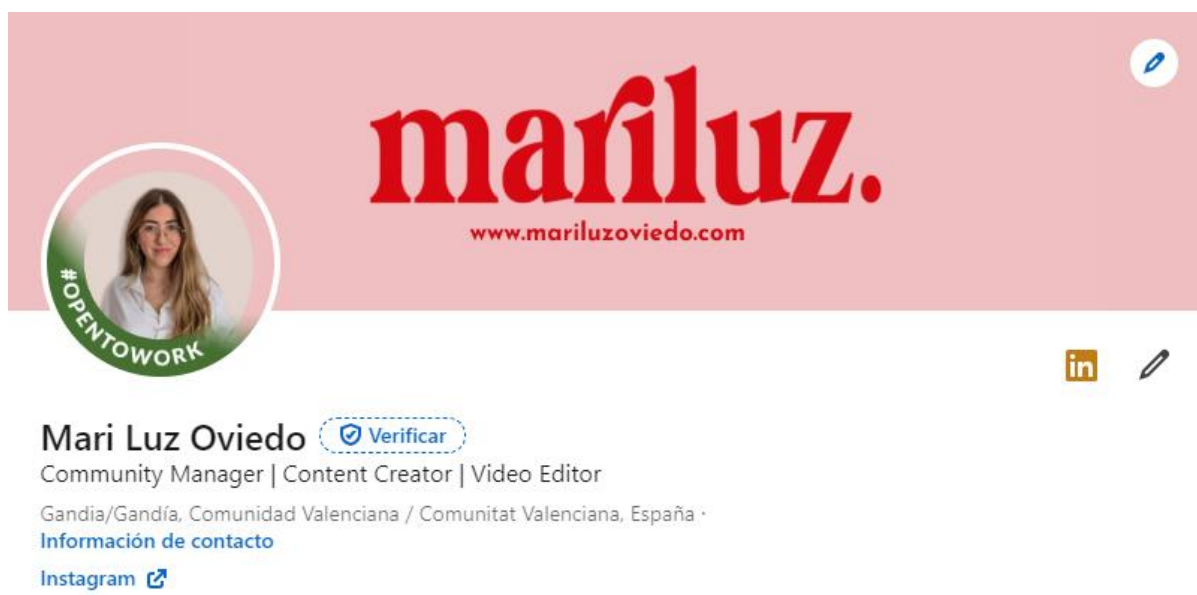 mariluz.
www.mariluzoviedo.com
#OPENTOWORK
in
Mari Luz Oviedo Verificar
Community Manager | Content Creator | Video Editor
Gandia/Gandía, Comunidad Valenciana / Comunitat Valenciana, España ·
Información de contacto
Instagram